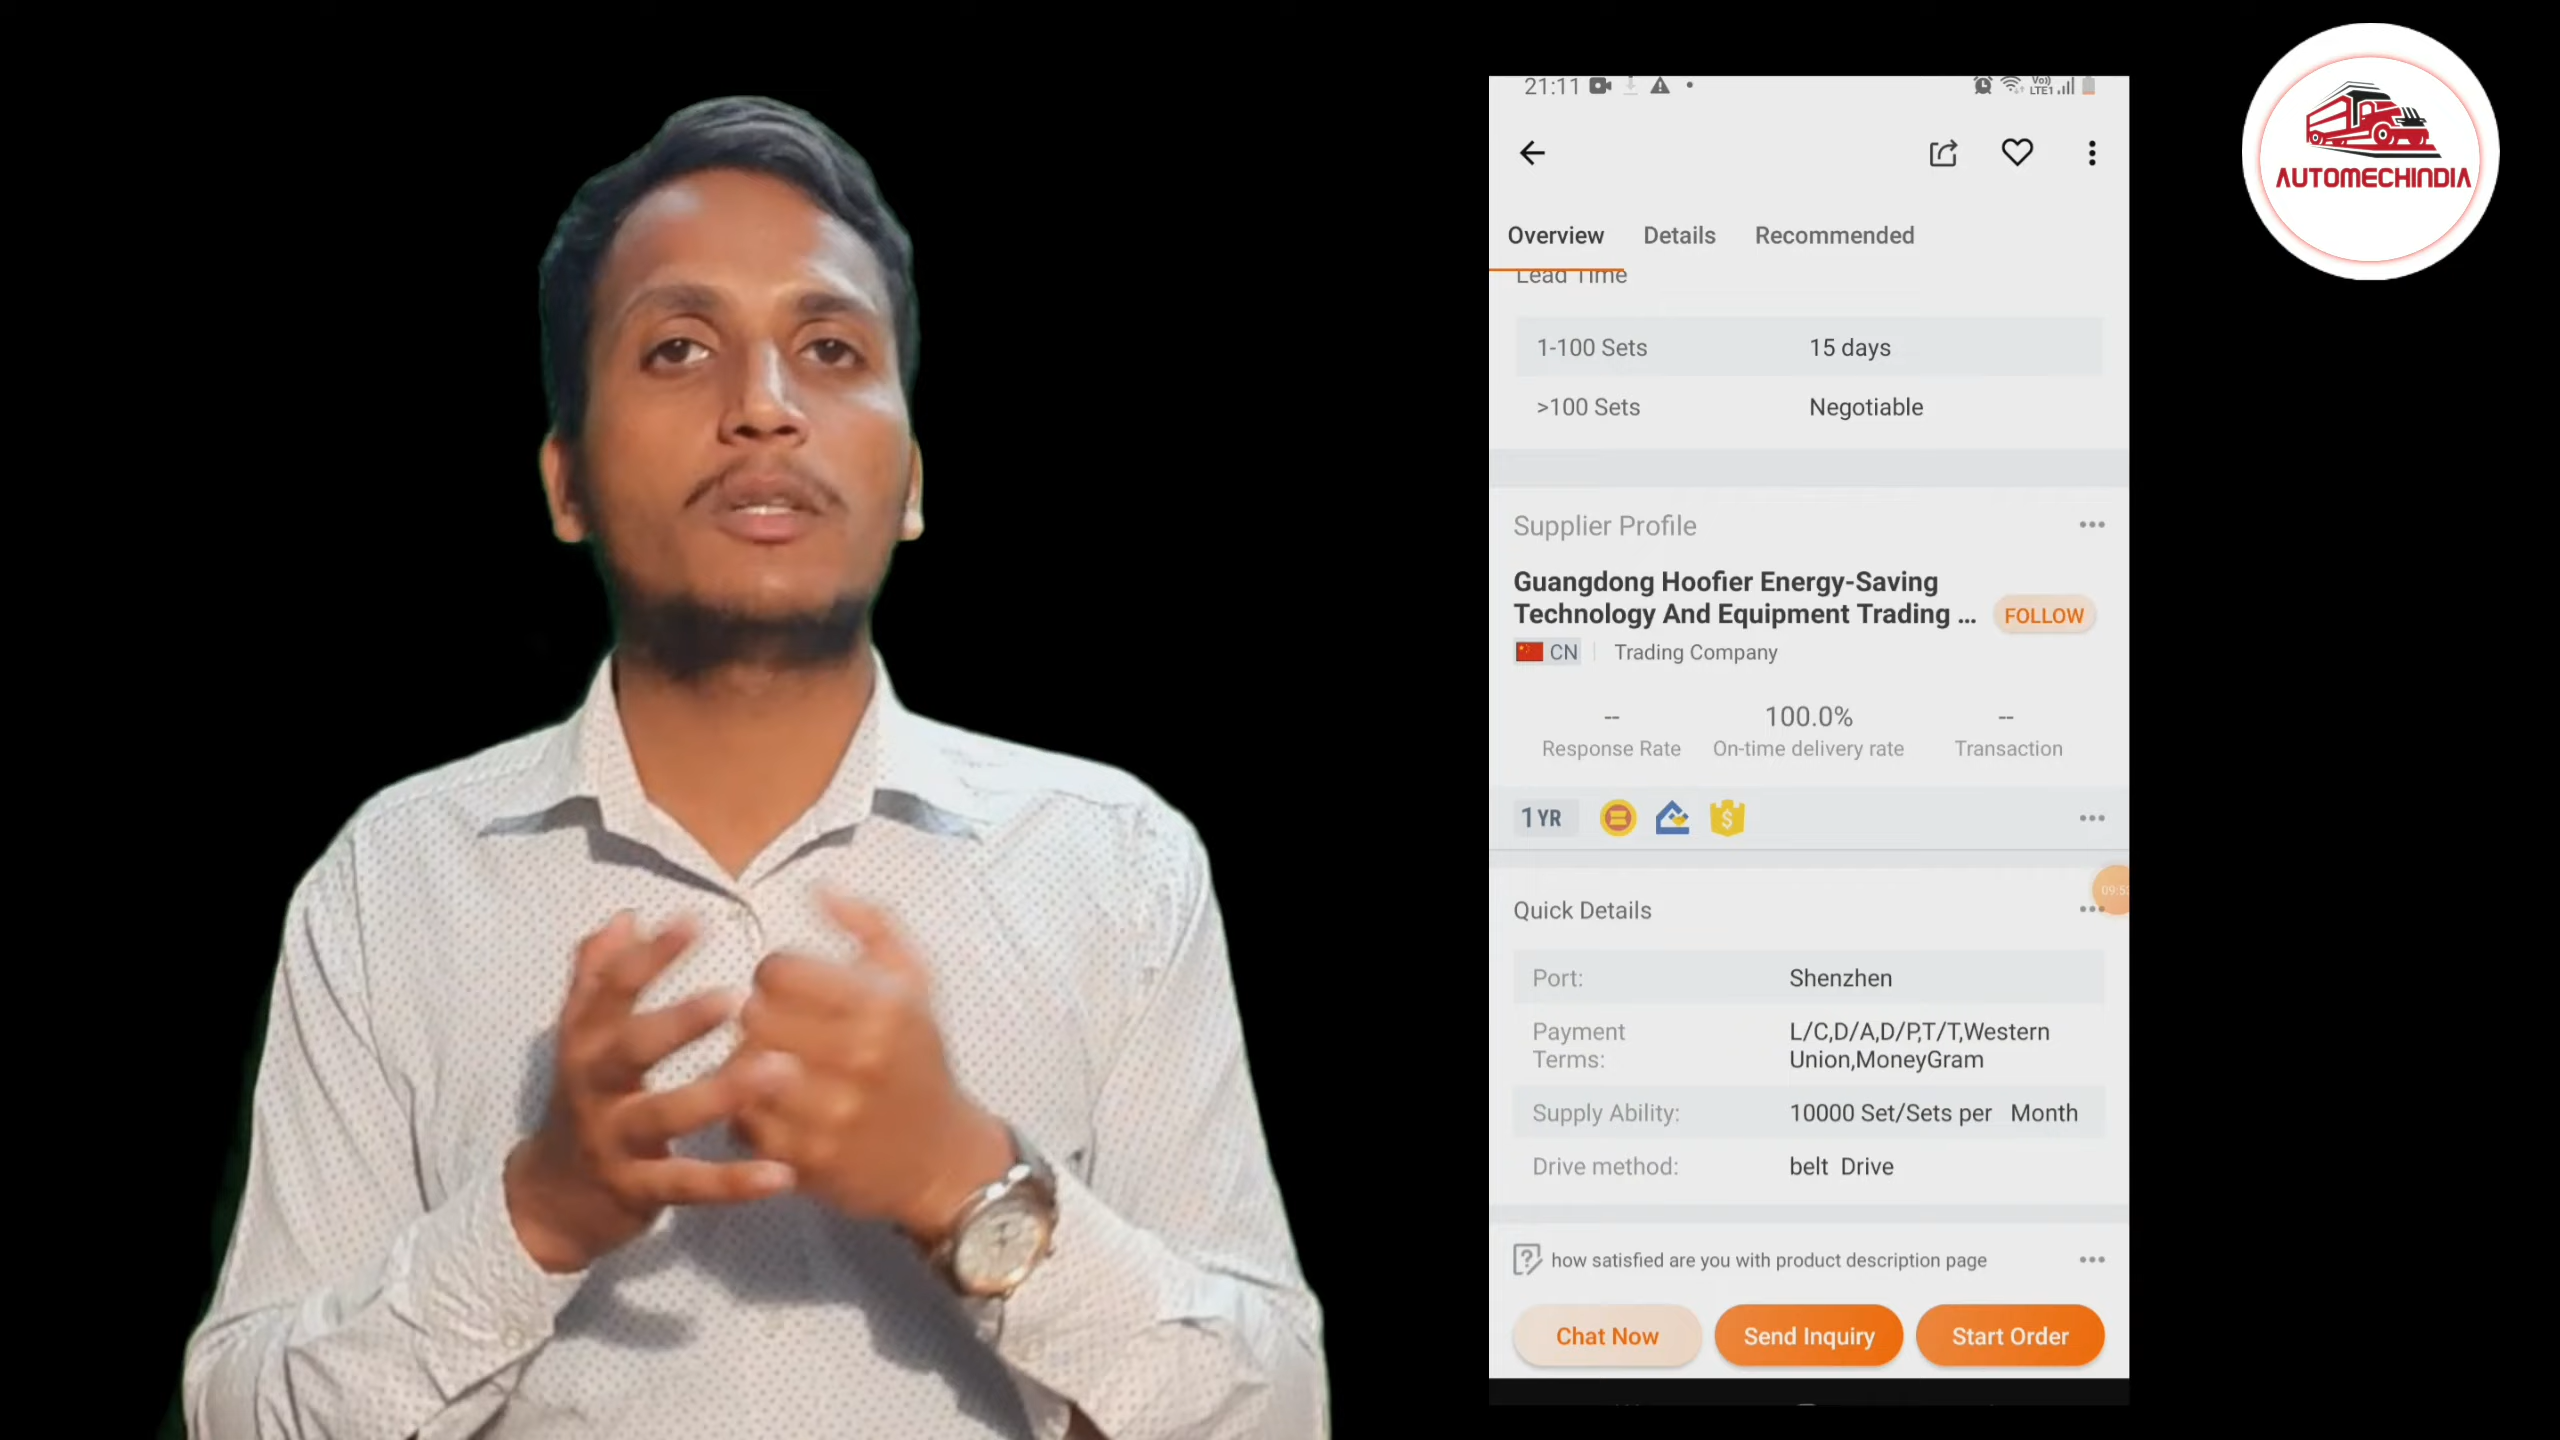 21:11
Vo)) LTE1
AUTOMECHINDIA
Overview Details Recommended
Lead Time
1-100 Sets 15 days
>100 Sets Negotiable
Supplier Profile
Guangdong Hoofier Energy-Saving
Technology And Equipment Trading ... FOLLOW
CN Trading Company
-- 100.0% --
Response Rate On-time delivery rate Transaction
1 YR
Quick Details
Port: Shenzhen
Payment Terms: L/C,D/A,D/P,T/T,Western
Union,MoneyGram
Supply Ability: 10000 Set/Sets per Month
Drive method: belt Drive
how satisfied are you with product description page
Chat Now Send Inquiry Start Order